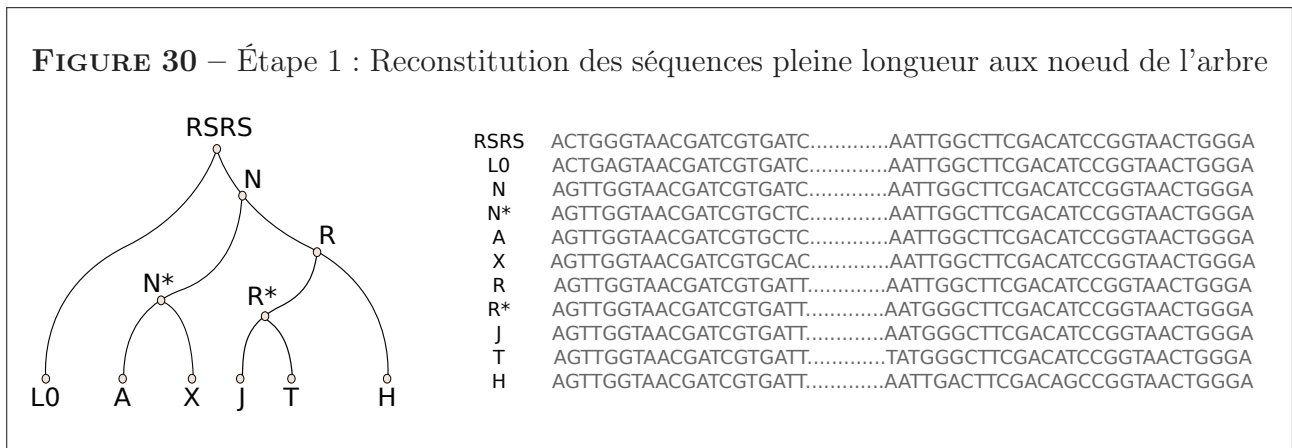 FIGURE 30 – Étape 1 : Reconstitution des séquences pleine longueur aux noeud de l'arbre
RSRS
N
R
N*
R*
L0 A X J T H
RSRS ACTGGGTAACGATCGTGATC.............AATTGGCTTCGACATCCGGTAACTGGGA
L0 ACTGAGTAACGATCGTGATC.............AATTGGCTTCGACATCCGGTAACTGGGA
N AGTTGGTAACGATCGTGATC.............AATTGGCTTCGACATCCGGTAACTGGGA
N* AGTTGGTAACGATCGTGCTC.............AATTGGCTTCGACATCCGGTAACTGGGA
A AGTTGGTAACGATCGTGCTC.............AATTGGCTTCGACATCCGGTAACTGGGA
X AGTTGGTAACGATCGTGCAC.............AATTGGCTTCGACATCCGGTAACTGGGA
R AGTTGGTAACGATCGTGATT.............AATTGGCTTCGACATCCGGTAACTGGGA
R* AGTTGGTAACGATCGTGATT.............AATGGGCTTCGACATCCGGTAACTGGGA
J AGTTGGTAACGATCGTGATT.............AATGGGCTTCGACATCCGGTAACTGGGA
T AGTTGGTAACGATCGTGATT.............TATGGGCTTCGACATCCGGTAACTGGGA
H AGTTGGTAACGATCGTGATT.............AATTGACTTCGACAGCCGGTAACTGGGA